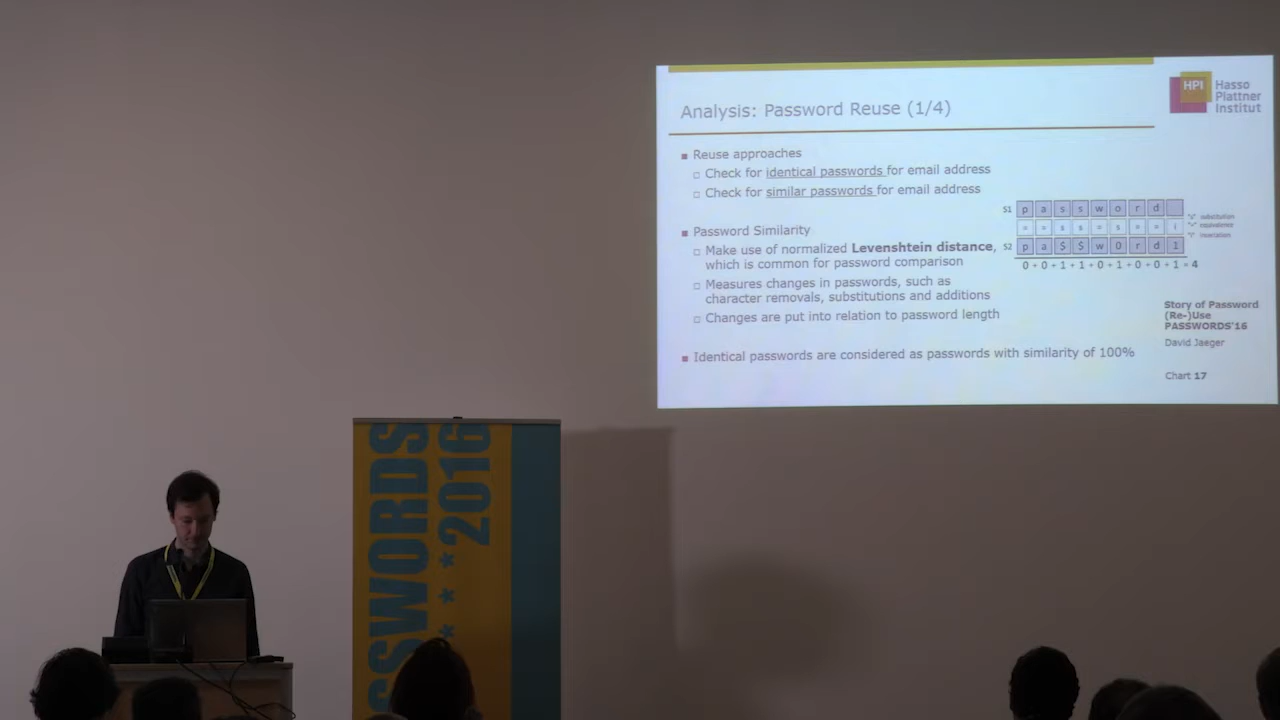 Analysis: Password Reuse (1/4)
HPI
Hasso
Plattner
Institut
■ Reuse approaches
□ Check for identical passwords for email address
□ Check for similar passwords for email address
■ Password Similarity
□ Make use of normalized Levenshtein distance,
which is common for password comparison
□ Measures changes in passwords, such as
character removals, substitutions and additions
□ Changes are put into relation to password length
■ Identical passwords are considered as passwords with similarity of 100%
S1 p a s s w o r d
= = s s = s = = i
S2 p a $ $ w 0 r d 1
0 + 0 + 1 + 1 + 0 + 1 + 0 + 0 + 1 = 4
"s" substitution
"=" equivalence
"i" insertation
Story of Password
(Re-)Use
PASSWORDS'16
David Jaeger
Chart 17
SSWORDS
* * * 2016